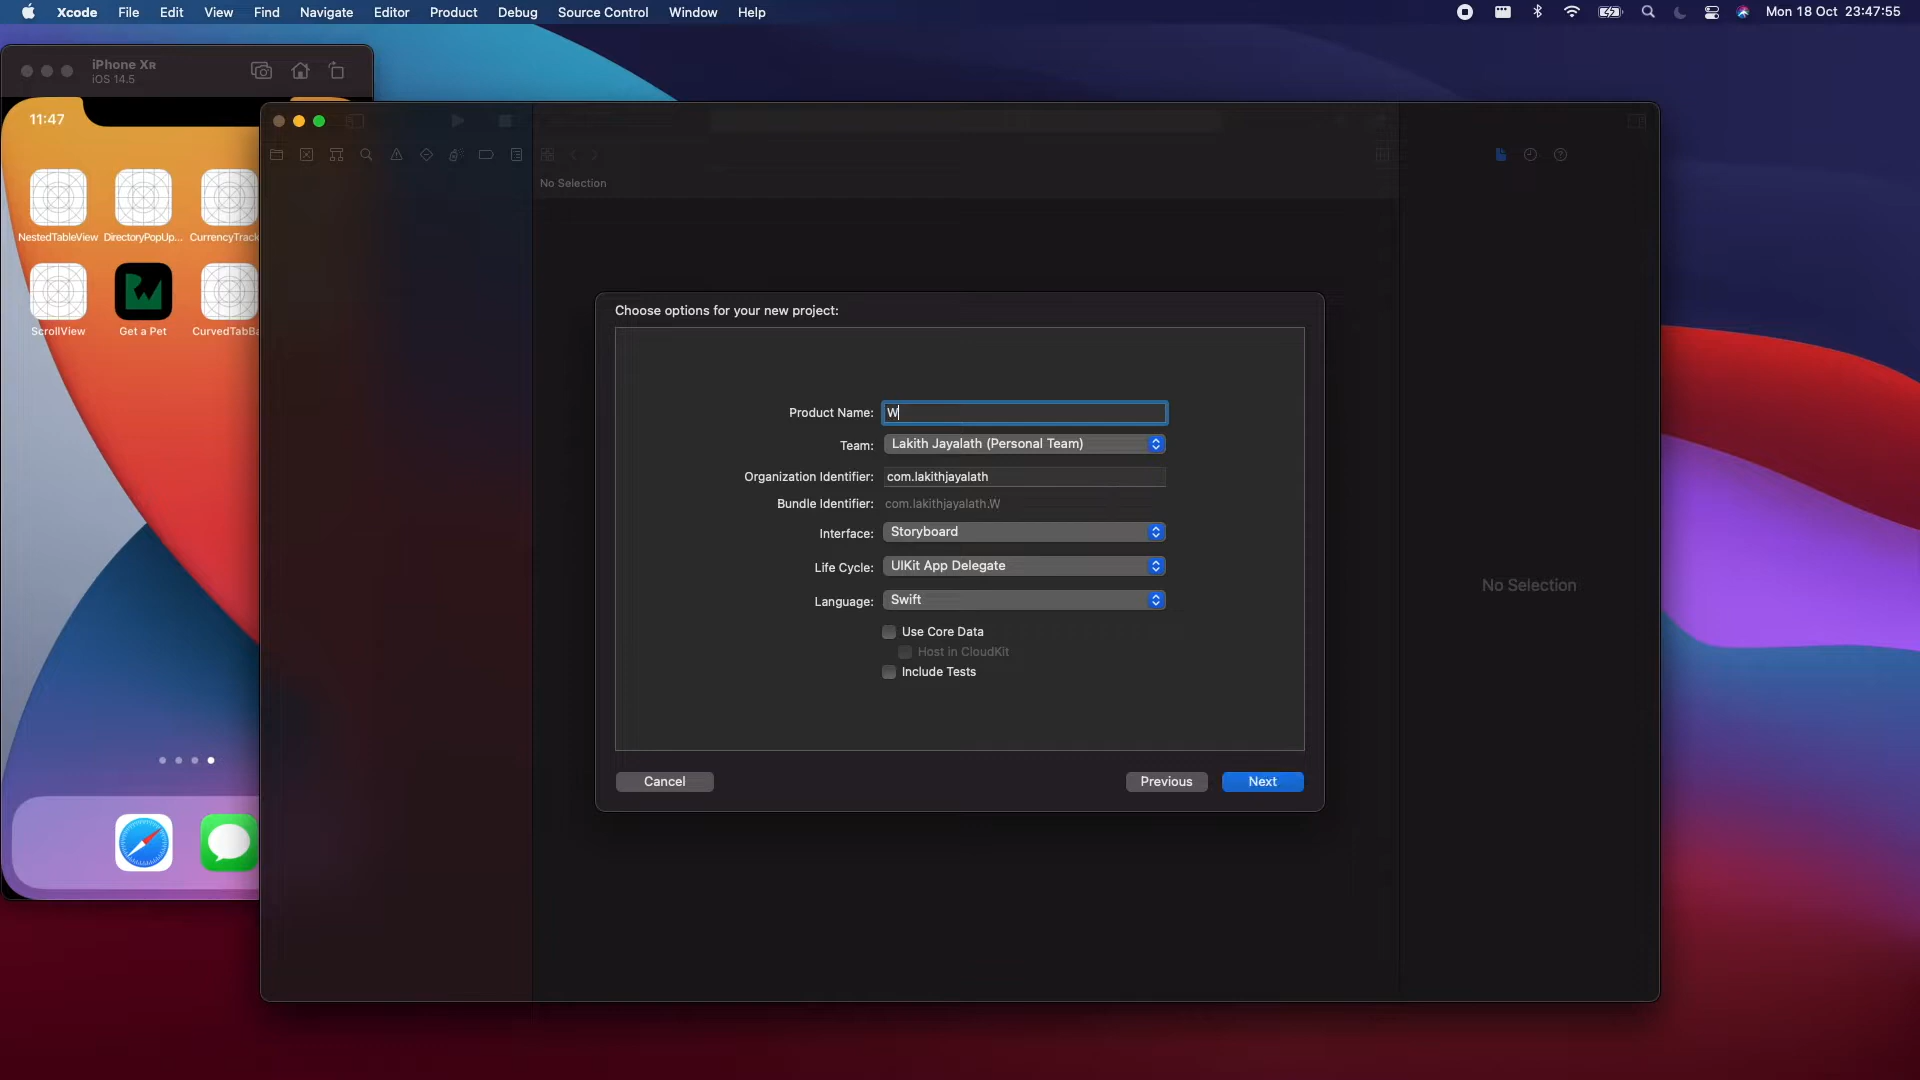 Xcode File Edit View Find Navigate Editor Product Debug Source Control Window Help
Mon 18 Oct 23:47:55
iPhone XR
iOS 14.5
11:47
NestedTableView DirectoryPopUp... CurrencyTrack
ScrollView Get a Pet CurvedTabBa
No Selection
Choose options for your new project:
Product Name: W
Team: Lakith Jayalath (Personal Team)
Organization Identifier: com.lakithjayalath
Bundle Identifier: com.lakithjayalath.W
Interface: Storyboard
Life Cycle: UIKit App Delegate
Language: Swift
Use Core Data
Host in CloudKit
Include Tests
Cancel Previous Next
No Selection